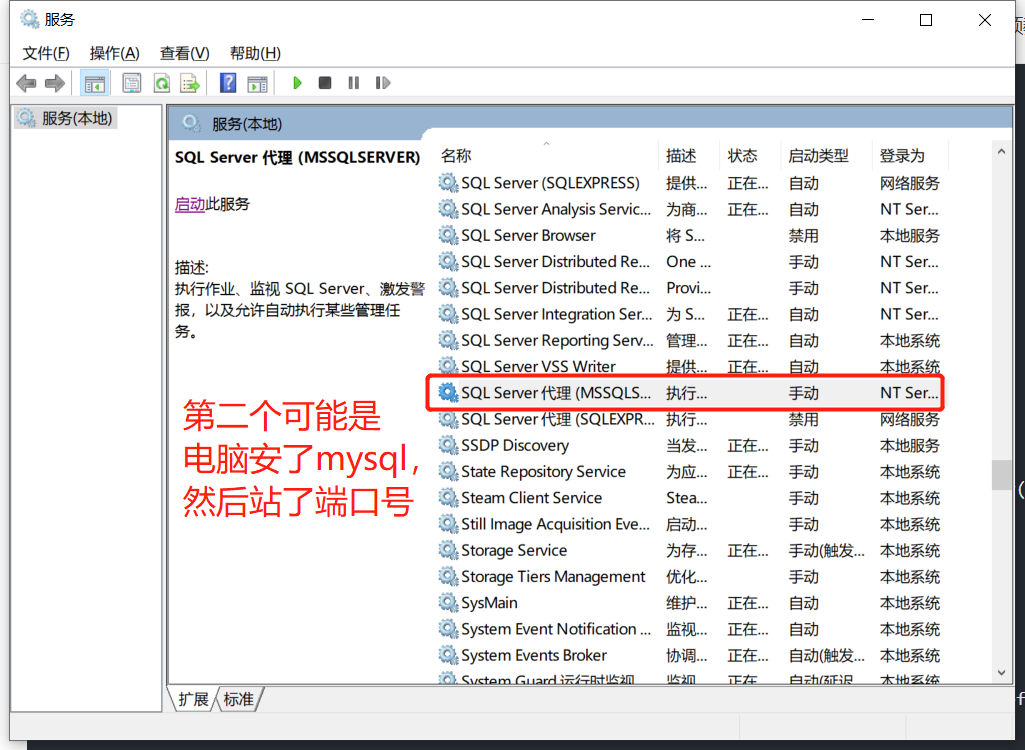 服务
文件(F) 操作(A) 查看(V) 帮助(H)
服务(本地)
服务(本地)
SQL Server 代理 (MSSQLSERVER)
启动此服务
描述:
执行作业、监视 SQL Server、激发警
报，以及允许自动执行某些管理任
务。
第二个可能是
电脑安了mysql，
然后站了端口号
名称 描述 状态 启动类型 登录为
SQL Server (SQLEXPRESS) 提供... 正在... 自动 网络服务
SQL Server Analysis Servic... 为商... 正在... 自动 NT Ser...
SQL Server Browser 将 S... 禁用 本地服务
SQL Server Distributed Re... One ... 手动 NT Ser...
SQL Server Distributed Re... Provi... 手动 NT Ser...
SQL Server Integration Ser... 为 S... 正在... 自动 NT Ser...
SQL Server Reporting Serv... 管理... 正在... 自动 本地系统
SQL Server VSS Writer 提供... 正在... 自动 本地系统
SQL Server 代理 (MSSQLS... 执行... 手动 NT Ser...
SQL Server 代理 (SQLEXPR... 执行... 禁用 网络服务
SSDP Discovery 当发... 正在... 手动 本地服务
State Repository Service 为应... 正在... 手动 本地系统
Steam Client Service Stea... 手动 本地系统
Still Image Acquisition Eve... 启动... 手动 本地系统
Storage Service 为存... 正在... 手动(触发... 本地系统
Storage Tiers Management 优化... 手动 本地系统
SysMain 维护... 正在... 自动 本地系统
System Event Notification ... 监视... 正在... 自动 本地系统
System Events Broker 协调... 正在... 自动(触发... 本地系统
System Guard 运行时监视... 监视... 正在... 自动(延迟... 本地系统
扩展 标准